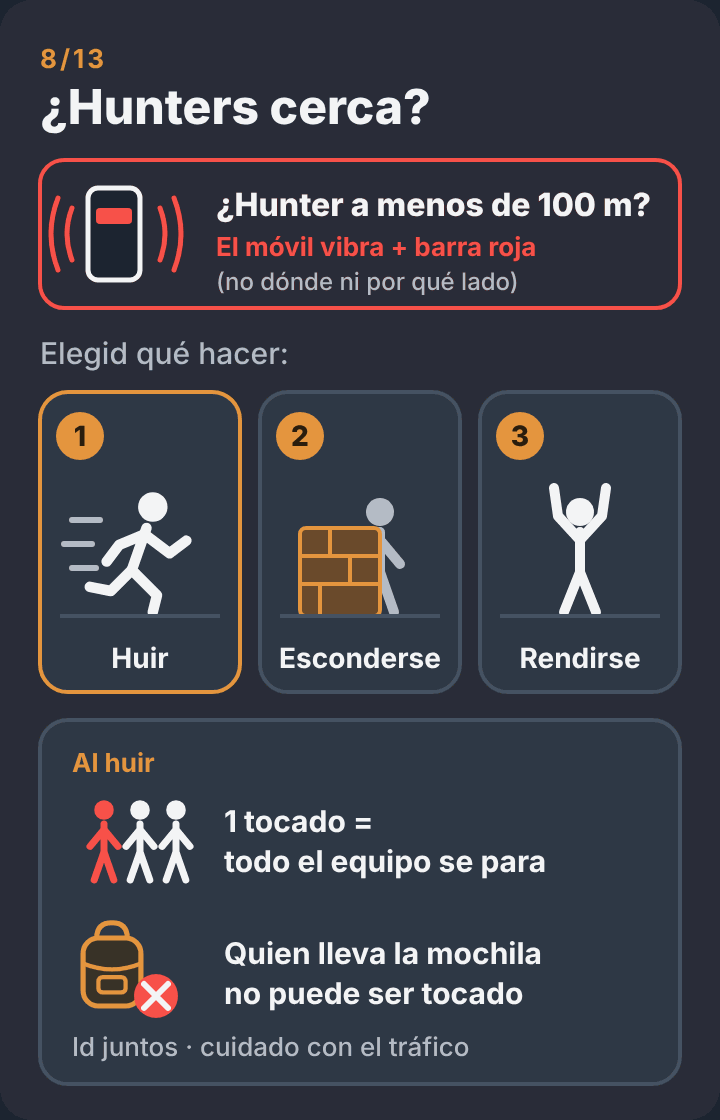 8/13
¿Hunters cerca?
¿Hunter a menos de 100 m?
El móvil vibra + barra roja
(no dónde ni por qué lado)
Elegid qué hacer:
1
2
3
Huir
Esconderse
Rendirse
Al huir
1 tocado =
todo el equipo se para
Quien lleva la mochila
no puede ser tocado
Id juntos · cuidado con el tráfico